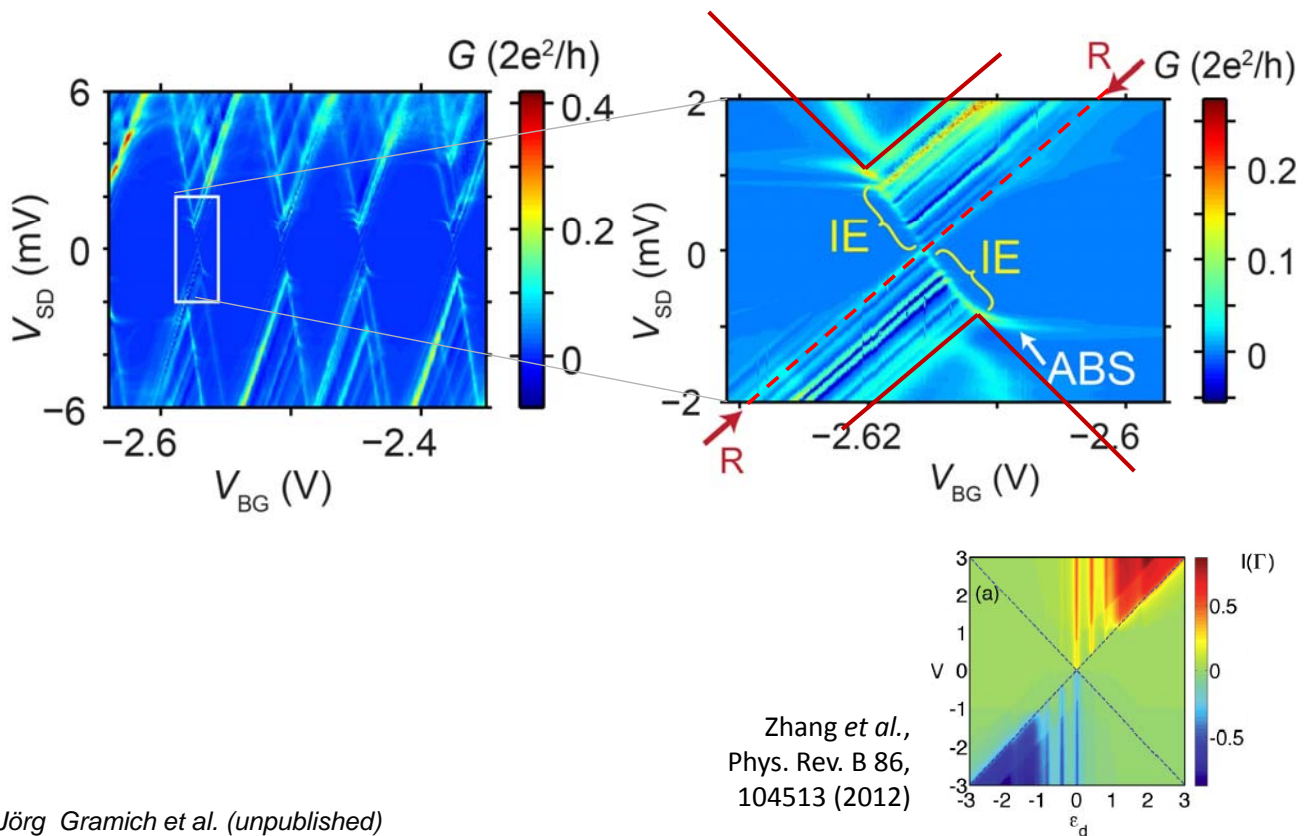 G (2e²/h)
6
0
−6
V_SD (mV)
−2.6
−2.4
V_BG (V)
0.4
0.2
0
R
G (2e²/h)
2
0
−2
V_SD (mV)
IE
IE
ABS
R
−2.62
−2.6
V_BG (V)
0.2
0.1
0
(a)
I(Γ)
3
2
1
0
-1
-2
-3
V
-3
-2
-1
0
1
2
3
ε_d
0.5
0
-0.5
Zhang et al.,
Phys. Rev. B 86,
104513 (2012)
Jörg Gramich et al. (unpublished)